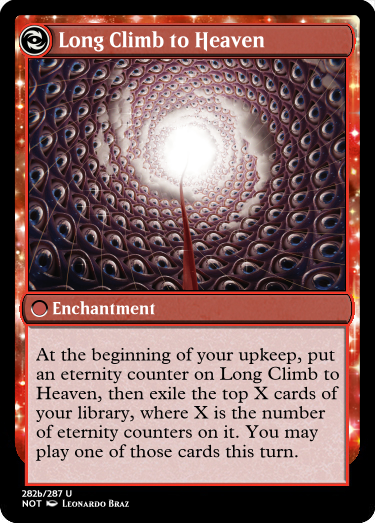 Long Climb to Heaven
Enchantment
At the beginning of your upkeep, put
an eternity counter on Long Climb to
Heaven, then exile the top X cards of
your library, where X is the number
of eternity counters on it. You may
play one of those cards this turn.
282b/287 U
NOT Leonardo Braz